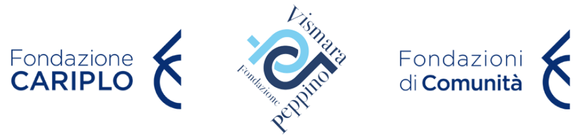 Fondazione
CARIPLO
Fondazione
Peppino
Vismara
Fondazioni
di Comunità